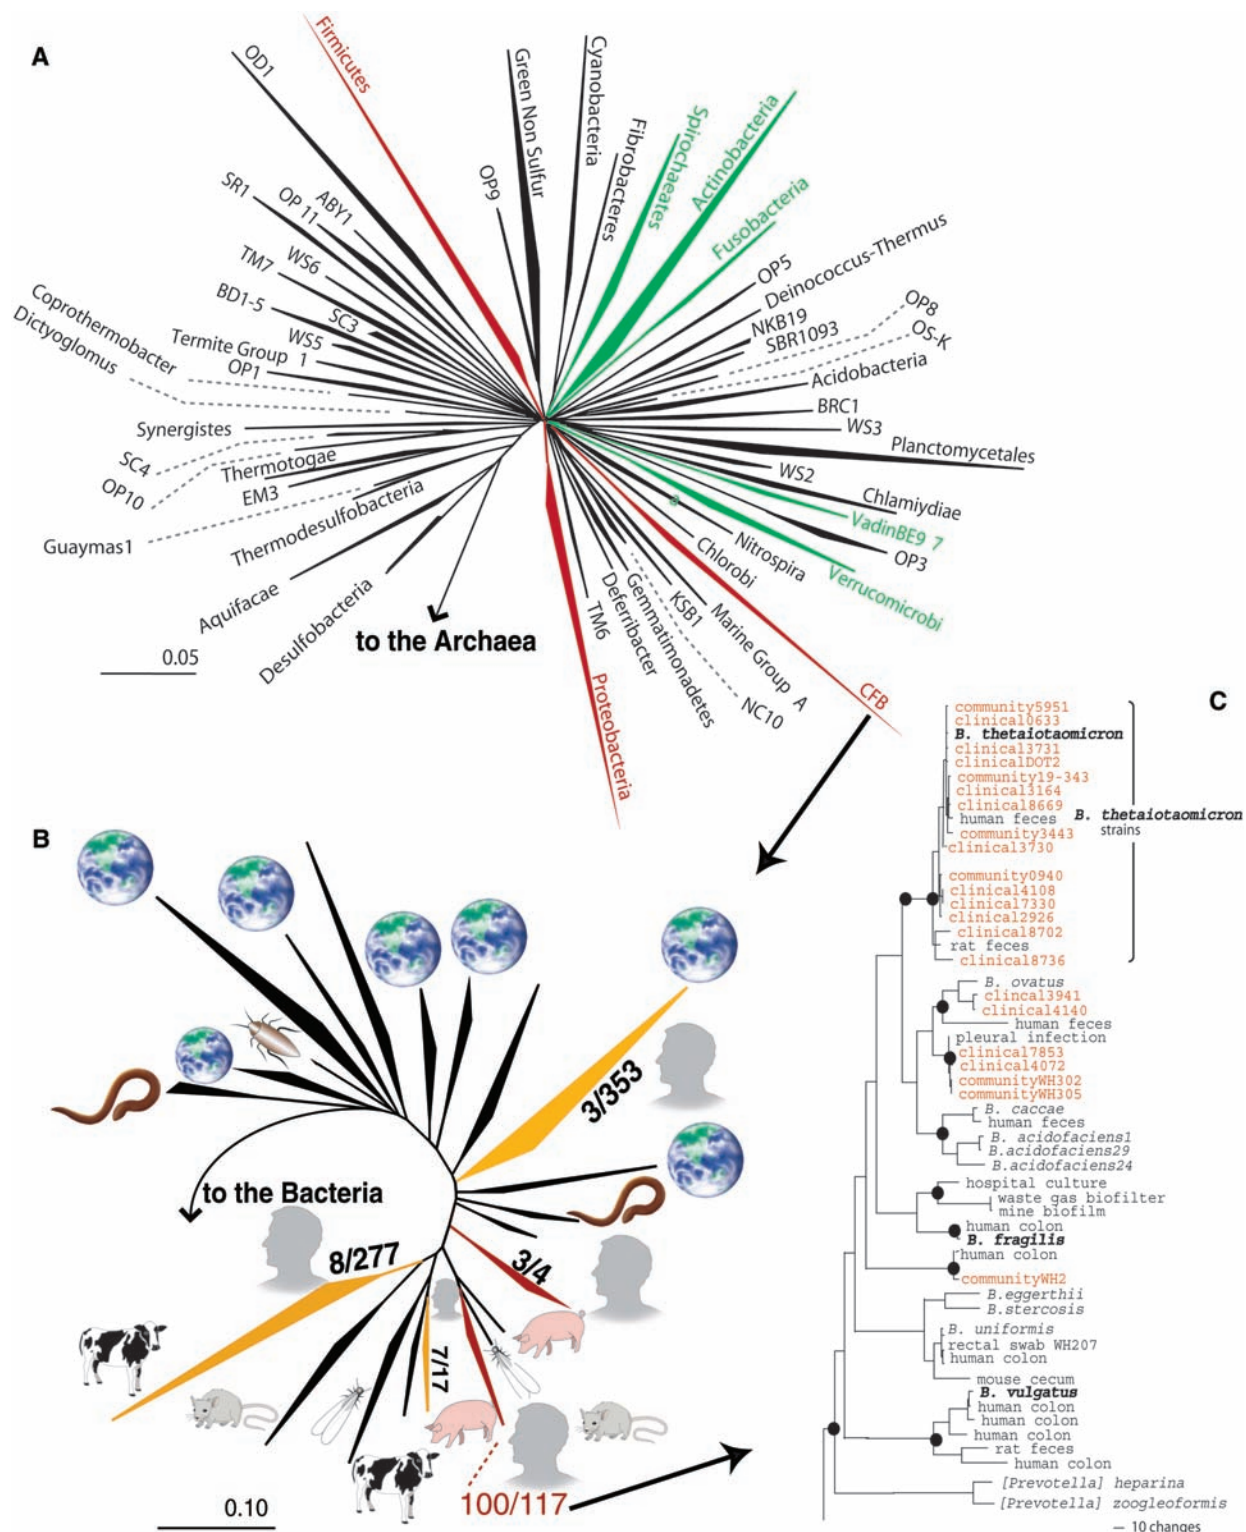 A
OD1
Firmicutes
Green Non Sulfur
Cyanobacteria
Fibrobacteres
Spirochaeates
Actinobacteria
Fusobacteria
OP9
SR1
OP 11
ABY1
TM7
WS6
BD1-5
SC3
WS5
Coprothermobacter
Dictyoglomus
Termite Group 1
OP1
OP5
Deinococcus-Thermus
NKB19
SBR1093
OP8
OS-K
Acidobacteria
BRC1
WS3
Planctomycetales
WS2
Chlamiydiae
VadinBE9 7
OP3
Verrucomicrobi
Nitrospira
Chlorobi
Synergistes
SC4
OP10
Thermotogae
EM3
Guaymas1
Thermodesulfobacteria
Aquifacae
Desulfobacteria
to the Archaea
0.05
Proteobacteria
TM6
Deferribacter
Gemmatimonadetes
KSB1
Marine Group A
NC10
CFB
B
3/353
to the Bacteria
8/277
3/4
7/17
100/117
0.10
C
community5951
clinical0633
B. thetaiotaomicron
clinical3731
clinicalDOT2
community19-343
clinical3164
clinical8669
human feces
B. thetaiotaomicron
strains
community3443
clinical3730
community0940
clinical4108
clinical7330
clinical2926
clinical8702
rat feces
clinical8736
B. ovatus
clincal3941
clinical4140
human feces
pleural infection
clinical7853
clinical4072
communityWH302
communityWH305
B. caccae
human feces
B. acidofaciens1
B.acidofaciens29
B.acidofaciens24
hospital culture
waste gas biofilter
mine biofilm
human colon
B. fragilis
human colon
communityWH2
B.eggerthii
B.stercosis
B. uniformis
rectal swab WH207
human colon
mouse cecum
B. vulgatus
human colon
human colon
human colon
rat feces
human colon
[Prevotella] heparina
[Prevotella] zoogleoformis
— 10 changes